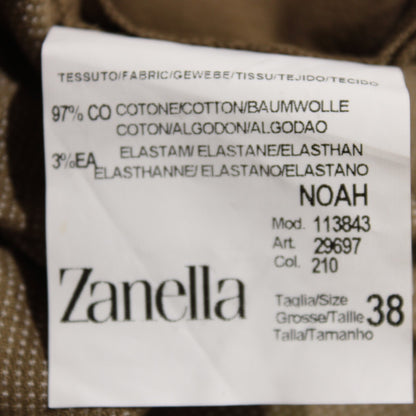 TESSUTO/FABRIC/GEWEBE/TISSU/TEJIDO/TECIDO
97% CO COTONE/COTTON/BAUMWOLLE
COTON/ALGODON/ALGODAO
3%EA ELASTAM/ELASTANE/ELASTHAN
ELASTHANNE/ELASTANO/ELASTANO
NOAH
Mod. 113843
Art. 29697
Col. 210
Zanella
Taglia/Size
Grosse/Taille 38
Talla/Tamanho